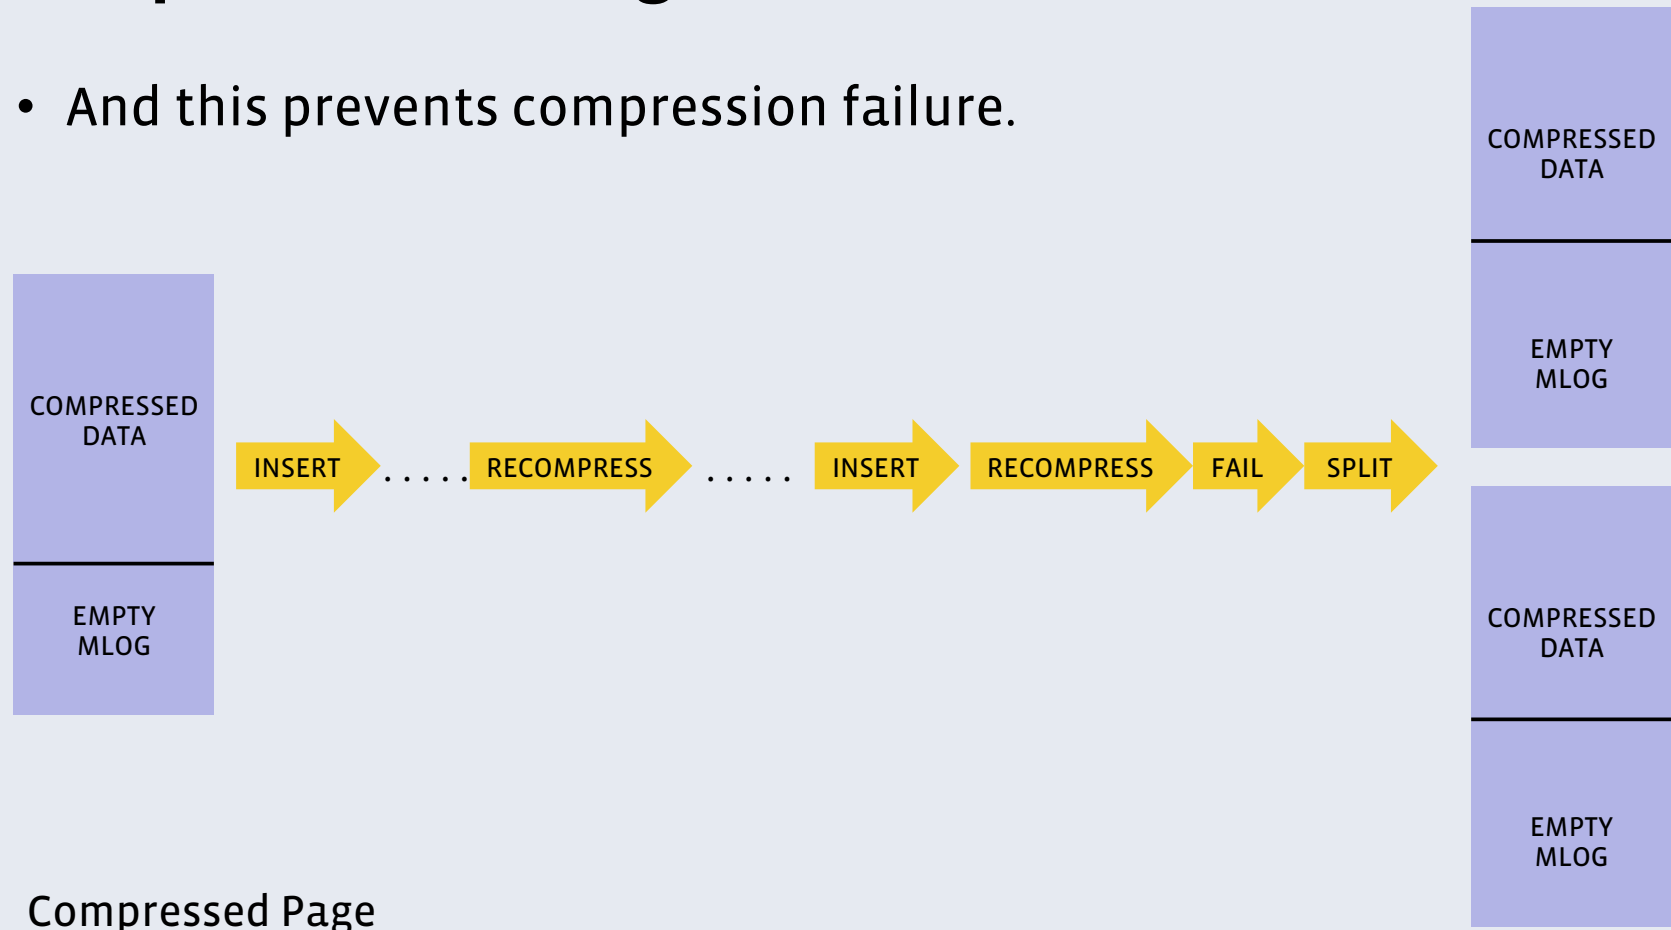 • And this prevents compression failure.
COMPRESSED
DATA
EMPTY
MLOG
COMPRESSED
DATA
EMPTY
MLOG
INSERT ..... RECOMPRESS ..... INSERT RECOMPRESS FAIL SPLIT
COMPRESSED
DATA
EMPTY
MLOG
Compressed Page